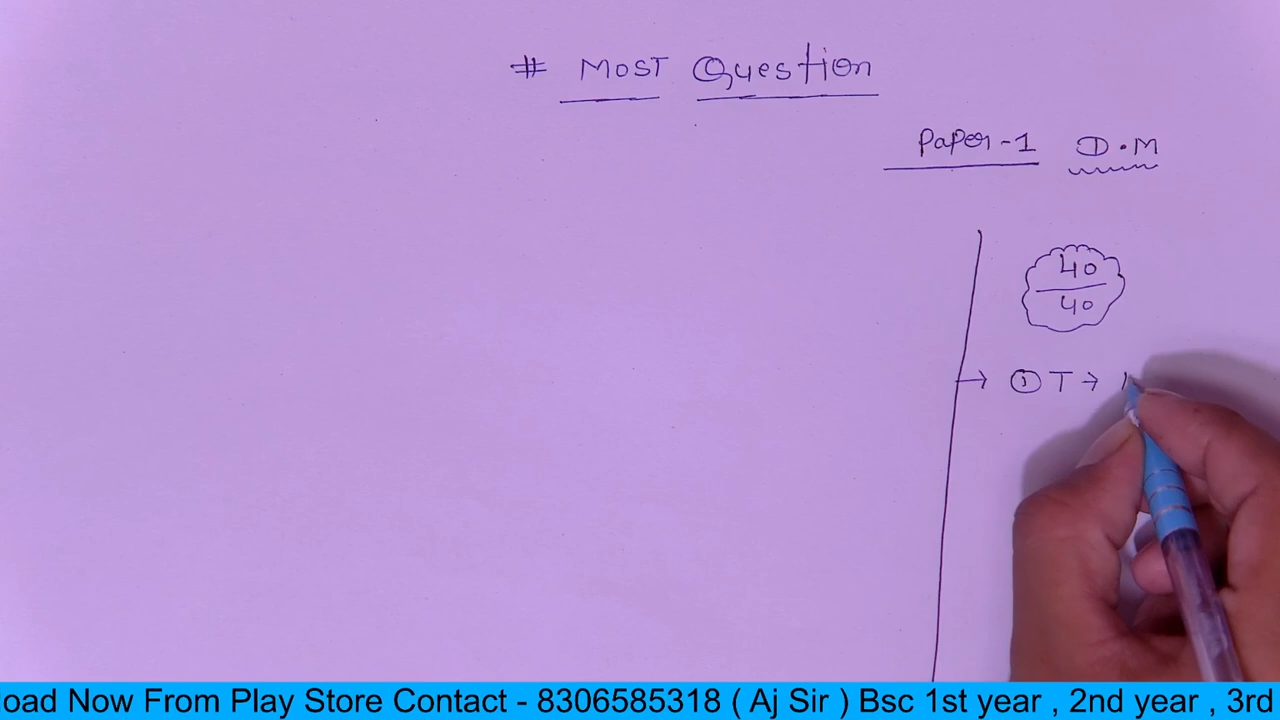 # MOST Question
Paper-1 D.M
40
40
→ ① T →
load Now From Play Store Contact - 8306585318 ( Aj Sir ) Bsc 1st year , 2nd year , 3rd